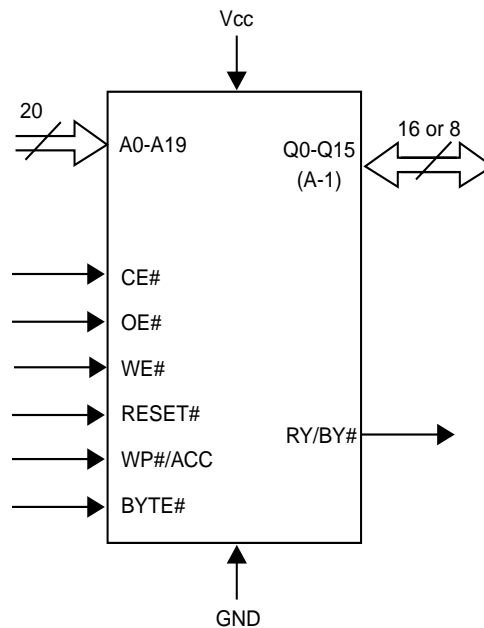 Vcc
20
16 or 8
A0-A19
Q0-Q15
(A-1)
CE#
OE#
WE#
RESET#
RY/BY#
WP#/ACC
BYTE#
GND